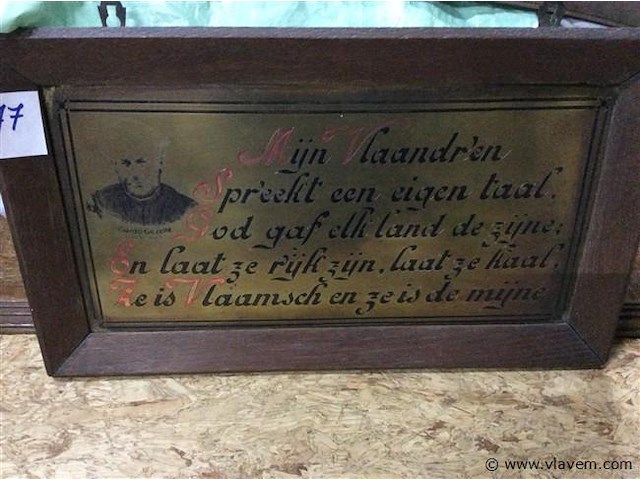 47
Mijn Vlaandr'en
Spreekt een eigen taal.
God gaf elk land de zijne;
En laat ze rijk zijn, laat ze kaal,
Ze is Vlaamsch en ze is de mijne
© www.vlavem.com